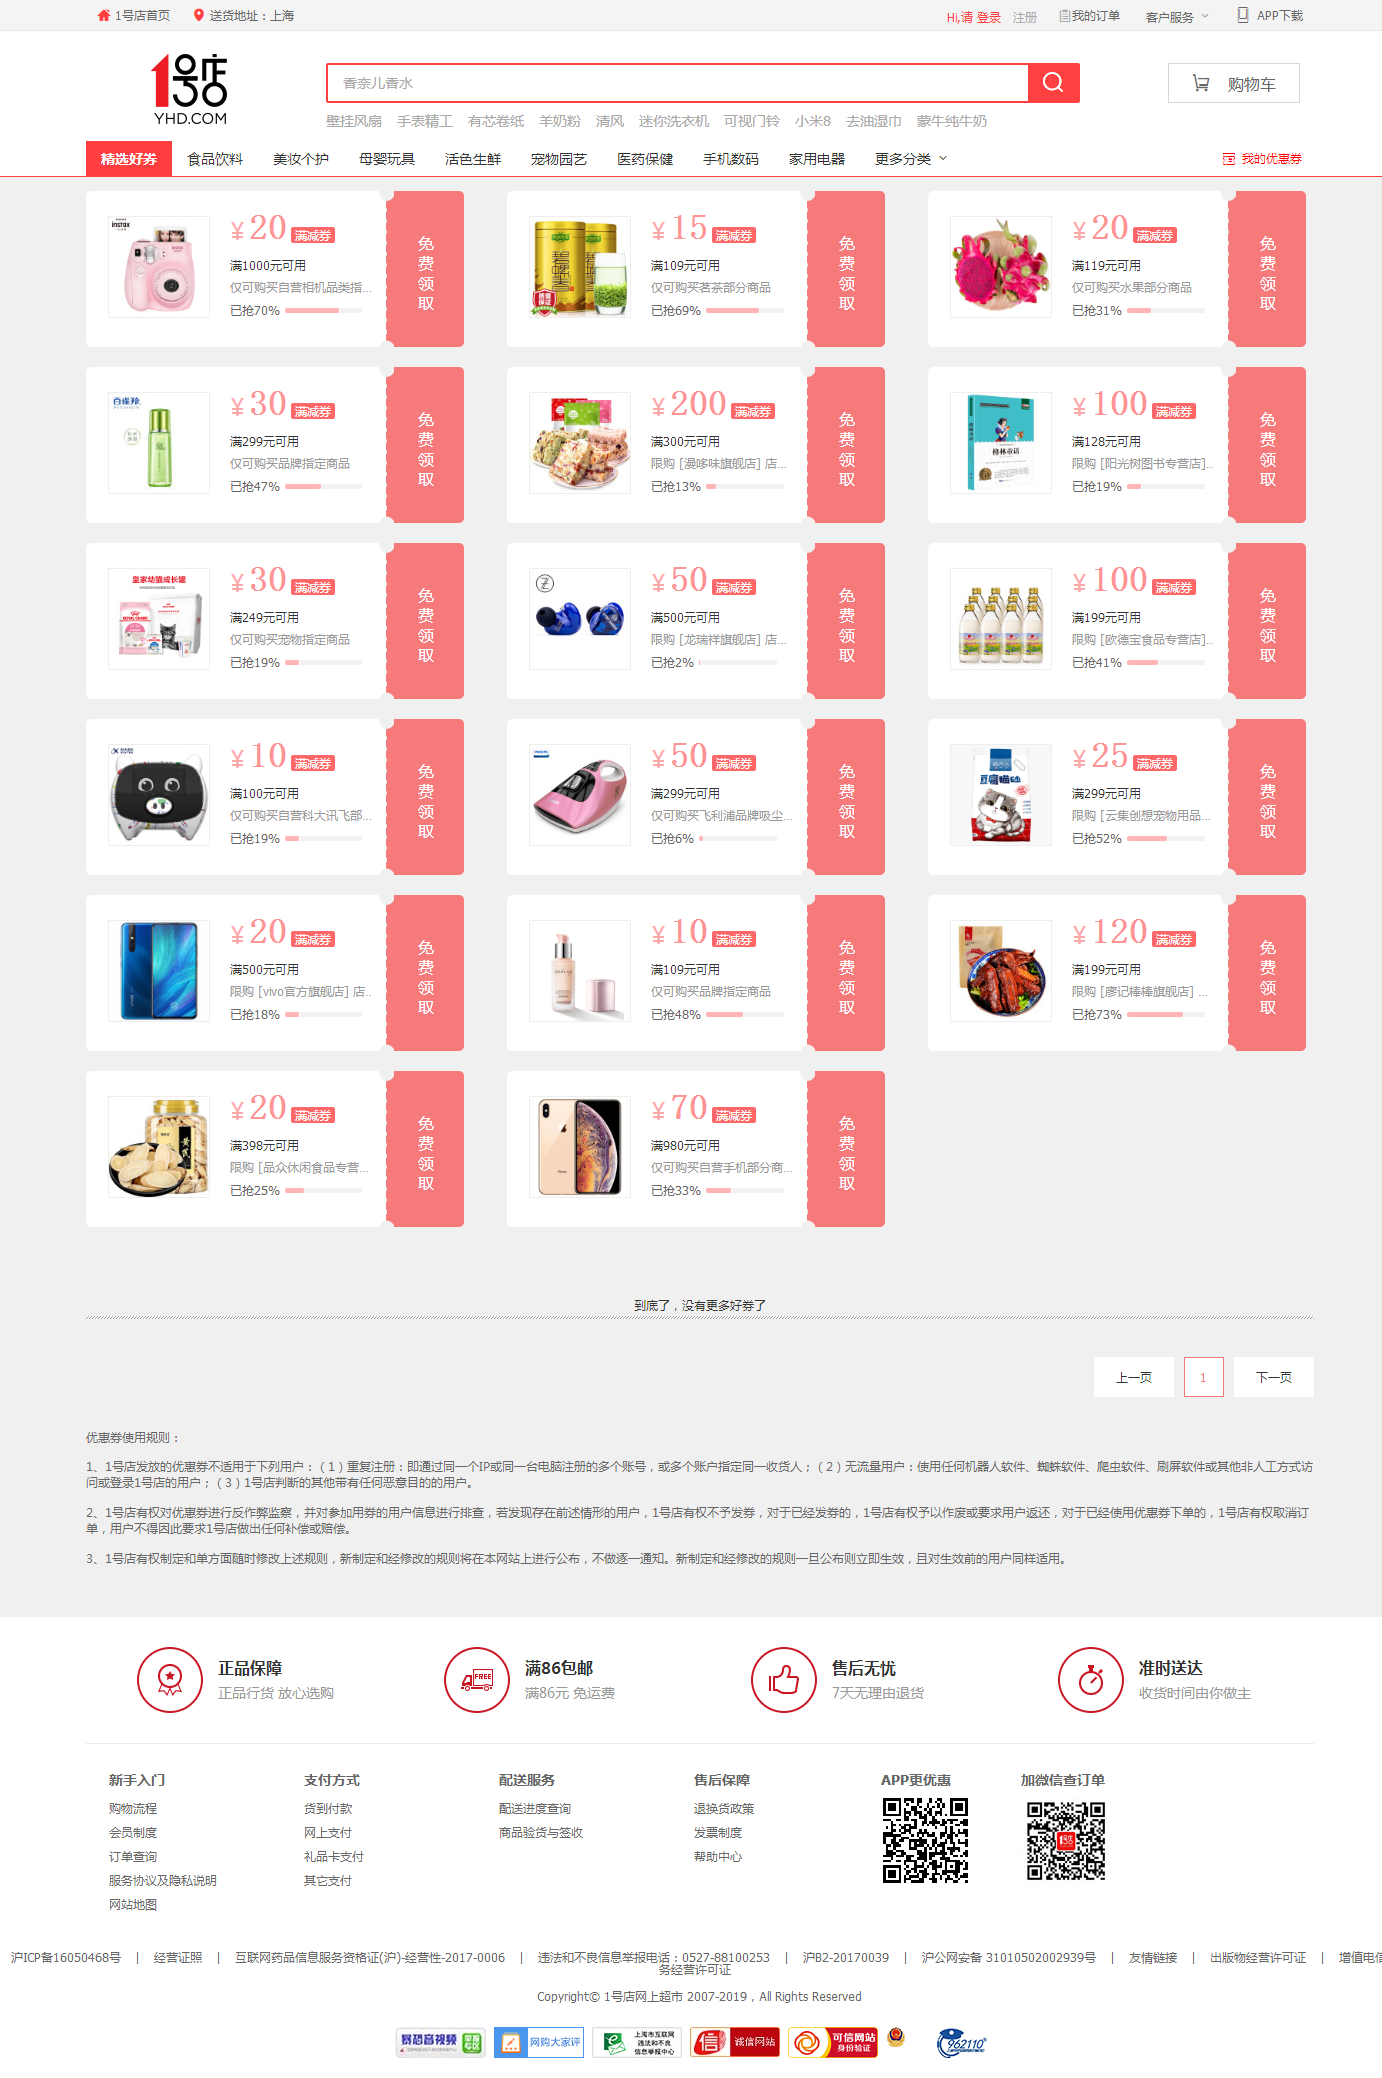 1号店首页
送货地址：上海
Hi,请 登录
注册
我的订单
客户服务
APP下载
1号店
YHD.COM
香奈儿香水
购物车
壁挂风扇 手表精工 有芯卷纸 羊奶粉 清风 迷你洗衣机 可视门铃 小米8 去油湿巾 蒙牛纯牛奶
精选好券 食品饮料 美妆个护 母婴玩具 活色生鲜 宠物园艺 医药保健 手机数码 家用电器 更多分类
我的优惠券
instax
¥20 满减券
满1000元可用
仅可购买自营相机品类指...
已抢70%
免费领取
碧螺春
质量保证
¥15 满减券
满109元可用
仅可购买茗茶部分商品
已抢69%
免费领取
¥20 满减券
满119元可用
仅可购买水果部分商品
已抢31%
免费领取
百雀羚
PECHOIN
¥30 满减券
满299元可用
仅可购买品牌指定商品
已抢47%
免费领取
¥200 满减券
满300元可用
限购 [漫哆味旗舰店] 店...
已抢13%
免费领取
格林童话
¥100 满减券
满128元可用
限购 [阳光树图书专营店]..
已抢19%
免费领取
皇家幼猫成长罐
ROYAL CANIN
¥30 满减券
满249元可用
仅可购买宠物指定商品
已抢19%
免费领取
¥50 满减券
满500元可用
限购 [龙瑞祥旗舰店] 店...
已抢2%
免费领取
¥100 满减券
满199元可用
限购 [欧德宝食品专营店]..
已抢41%
免费领取
¥10 满减券
满100元可用
仅可购买自营科大讯飞部...
已抢19%
免费领取
PHILIPS
¥50 满减券
满299元可用
仅可购买飞利浦品牌吸尘...
已抢6%
免费领取
豆腐猫砂
¥25 满减券
满299元可用
限购 [云集创想宠物用品...
已抢52%
免费领取
vivo
¥20 满减券
满500元可用
限购 [vivo官方旗舰店] 店..
已抢18%
免费领取
¥10 满减券
满109元可用
仅可购买品牌指定商品
已抢48%
免费领取
¥120 满减券
满199元可用
限购 [廖记棒棒旗舰店] ...
已抢73%
免费领取
黄芪
¥20 满减券
满398元可用
限购 [品众休闲食品专营...
已抢25%
免费领取
¥70 满减券
满980元可用
仅可购买自营手机部分商...
已抢33%
免费领取
到底了，没有更多好券了
上一页
1
下一页
优惠券使用规则：
1、1号店发放的优惠券不适用于下列用户：（1）重复注册：即通过同一个IP或同一台电脑注册的多个账号，或多个账户指定同一收货人；（2）无流量用户：使用任何机器人软件、蜘蛛软件、爬虫软件、刷屏软件或其他非人工方式访
问或登录1号店的用户；（3）1号店判断的其他带有任何恶意目的的用户。
2、1号店有权对优惠券进行反作弊监察，并对参加用券的用户信息进行排查，若发现存在前述情形的用户，1号店有权不予发券，对于已经发券的，1号店有权予以作废或要求用户返还，对于已经使用优惠券下单的，1号店有权取消订
单，用户不得因此要求1号店做出任何补偿或赔偿。
3、1号店有权制定和单方面随时修改上述规则，新制定和经修改的规则将在本网站上进行公布，不做逐一通知。新制定和经修改的规则一旦公布则立即生效，且对生效前的用户同样适用。
正品保障
正品行货 放心选购
FREE
满86包邮
满86元 免运费
售后无忧
7天无理由退货
准时送达
收货时间由你做主
新手入门
购物流程
会员制度
订单查询
服务协议及隐私说明
网站地图
支付方式
货到付款
网上支付
礼品卡支付
其它支付
配送服务
配送进度查询
商品验货与签收
售后保障
退换货政策
发票制度
帮助中心
APP更优惠
加微信查订单
1号店
沪ICP备16050468号 | 经营证照 | 互联网药品信息服务资格证(沪)-经营性-2017-0006 | 违法和不良信息举报电话：0527-88100253 | 沪B2-20170039 | 沪公网安备 31010502002939号 | 友情链接 | 出版物经营许可证 | 增值电信
务经营许可证
Copyright© 1号店网上超市 2007-2019，All Rights Reserved
暴恐音视频
网购大家评
上海市互联网
违法和不良
信息举报中心
信 诚信网站
可信网站
身份验证
962110